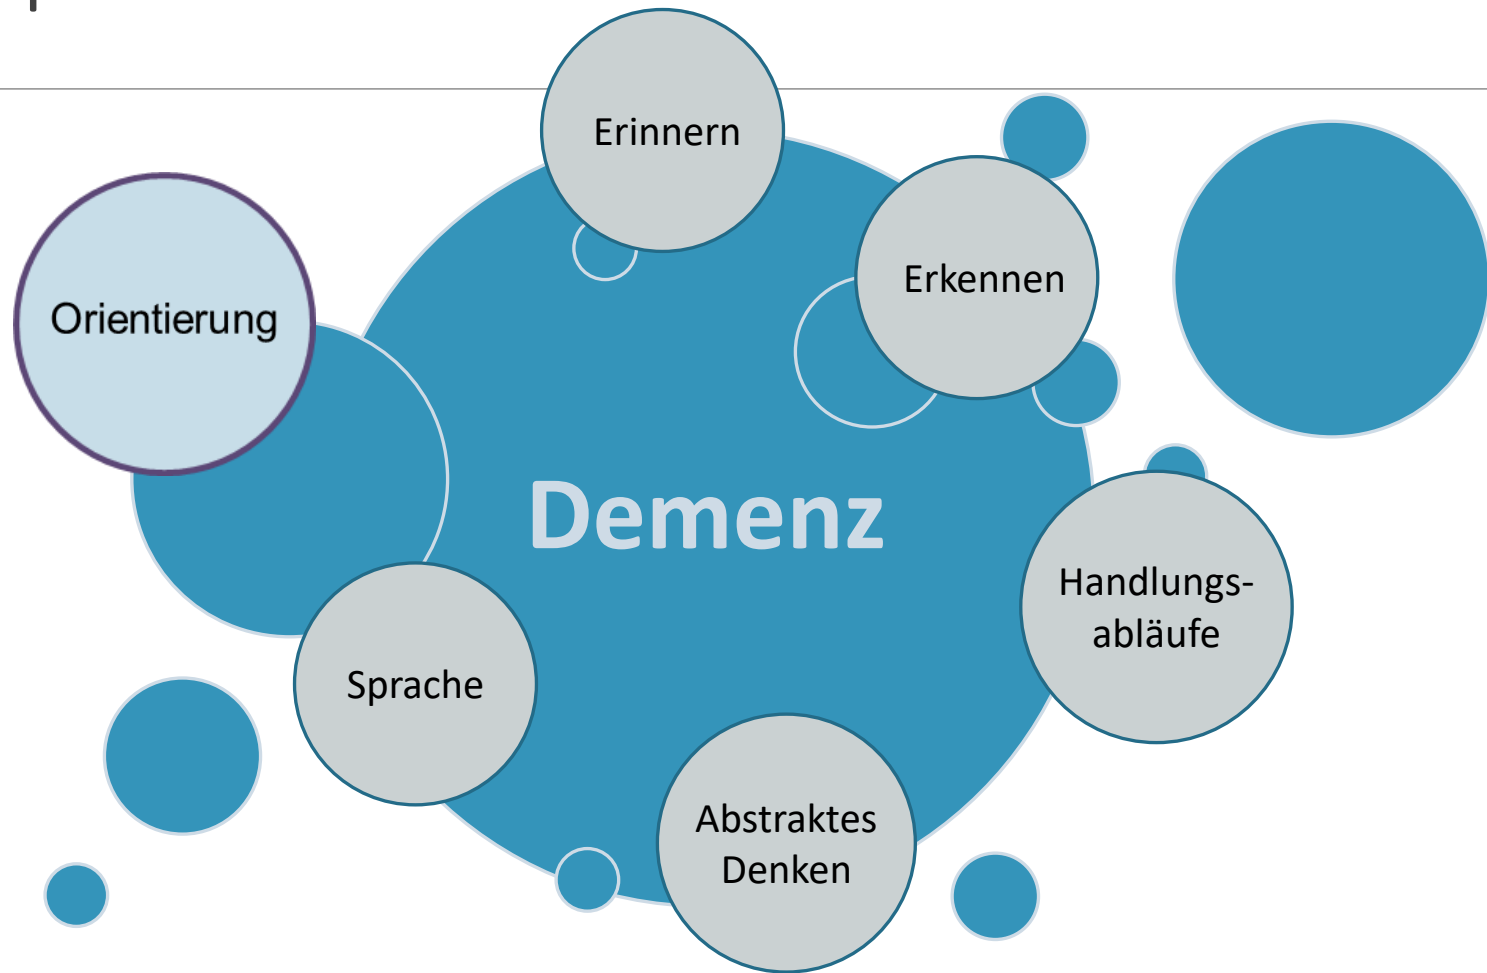 Erinnern
Erkennen
Orientierung
Demenz
Handlungs-
abläufe
Sprache
Abstraktes
Denken